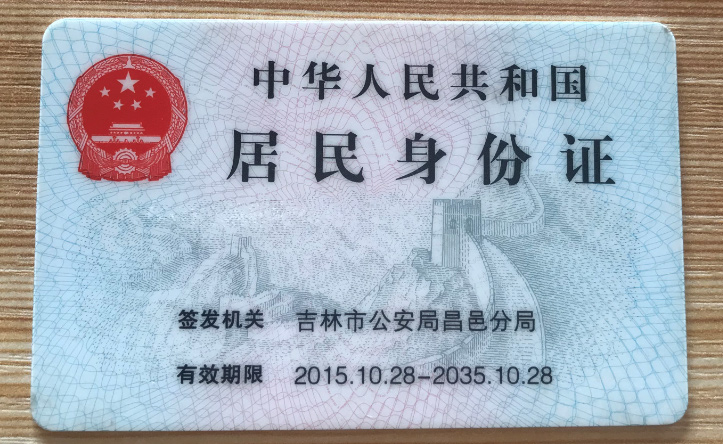 中华人民共和国
居民身份证
签发机关 吉林市公安局昌邑分局
有效期限 2015.10.28-2035.10.28